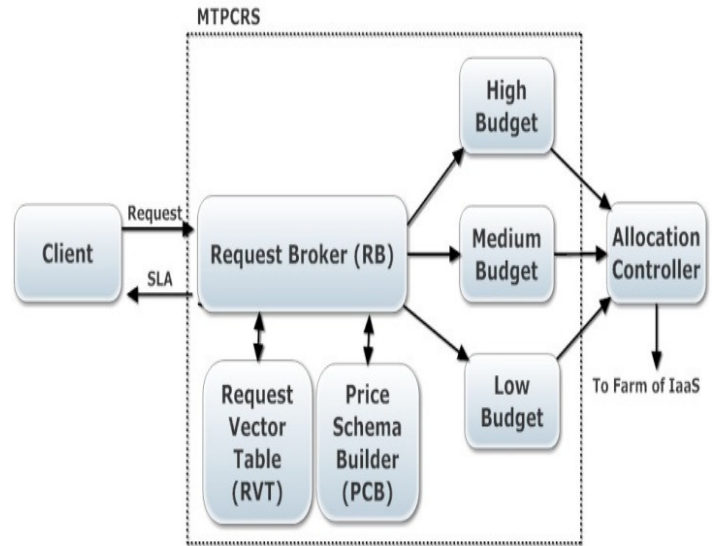 MTPCRS
High
Budget
Request
Client
Request Broker (RB)
Medium
Budget
Allocation
Controller
SLA
Request
Vector
Table
(RVT)
Price
Schema
Builder
(PCB)
Low
Budget
To Farm of IaaS